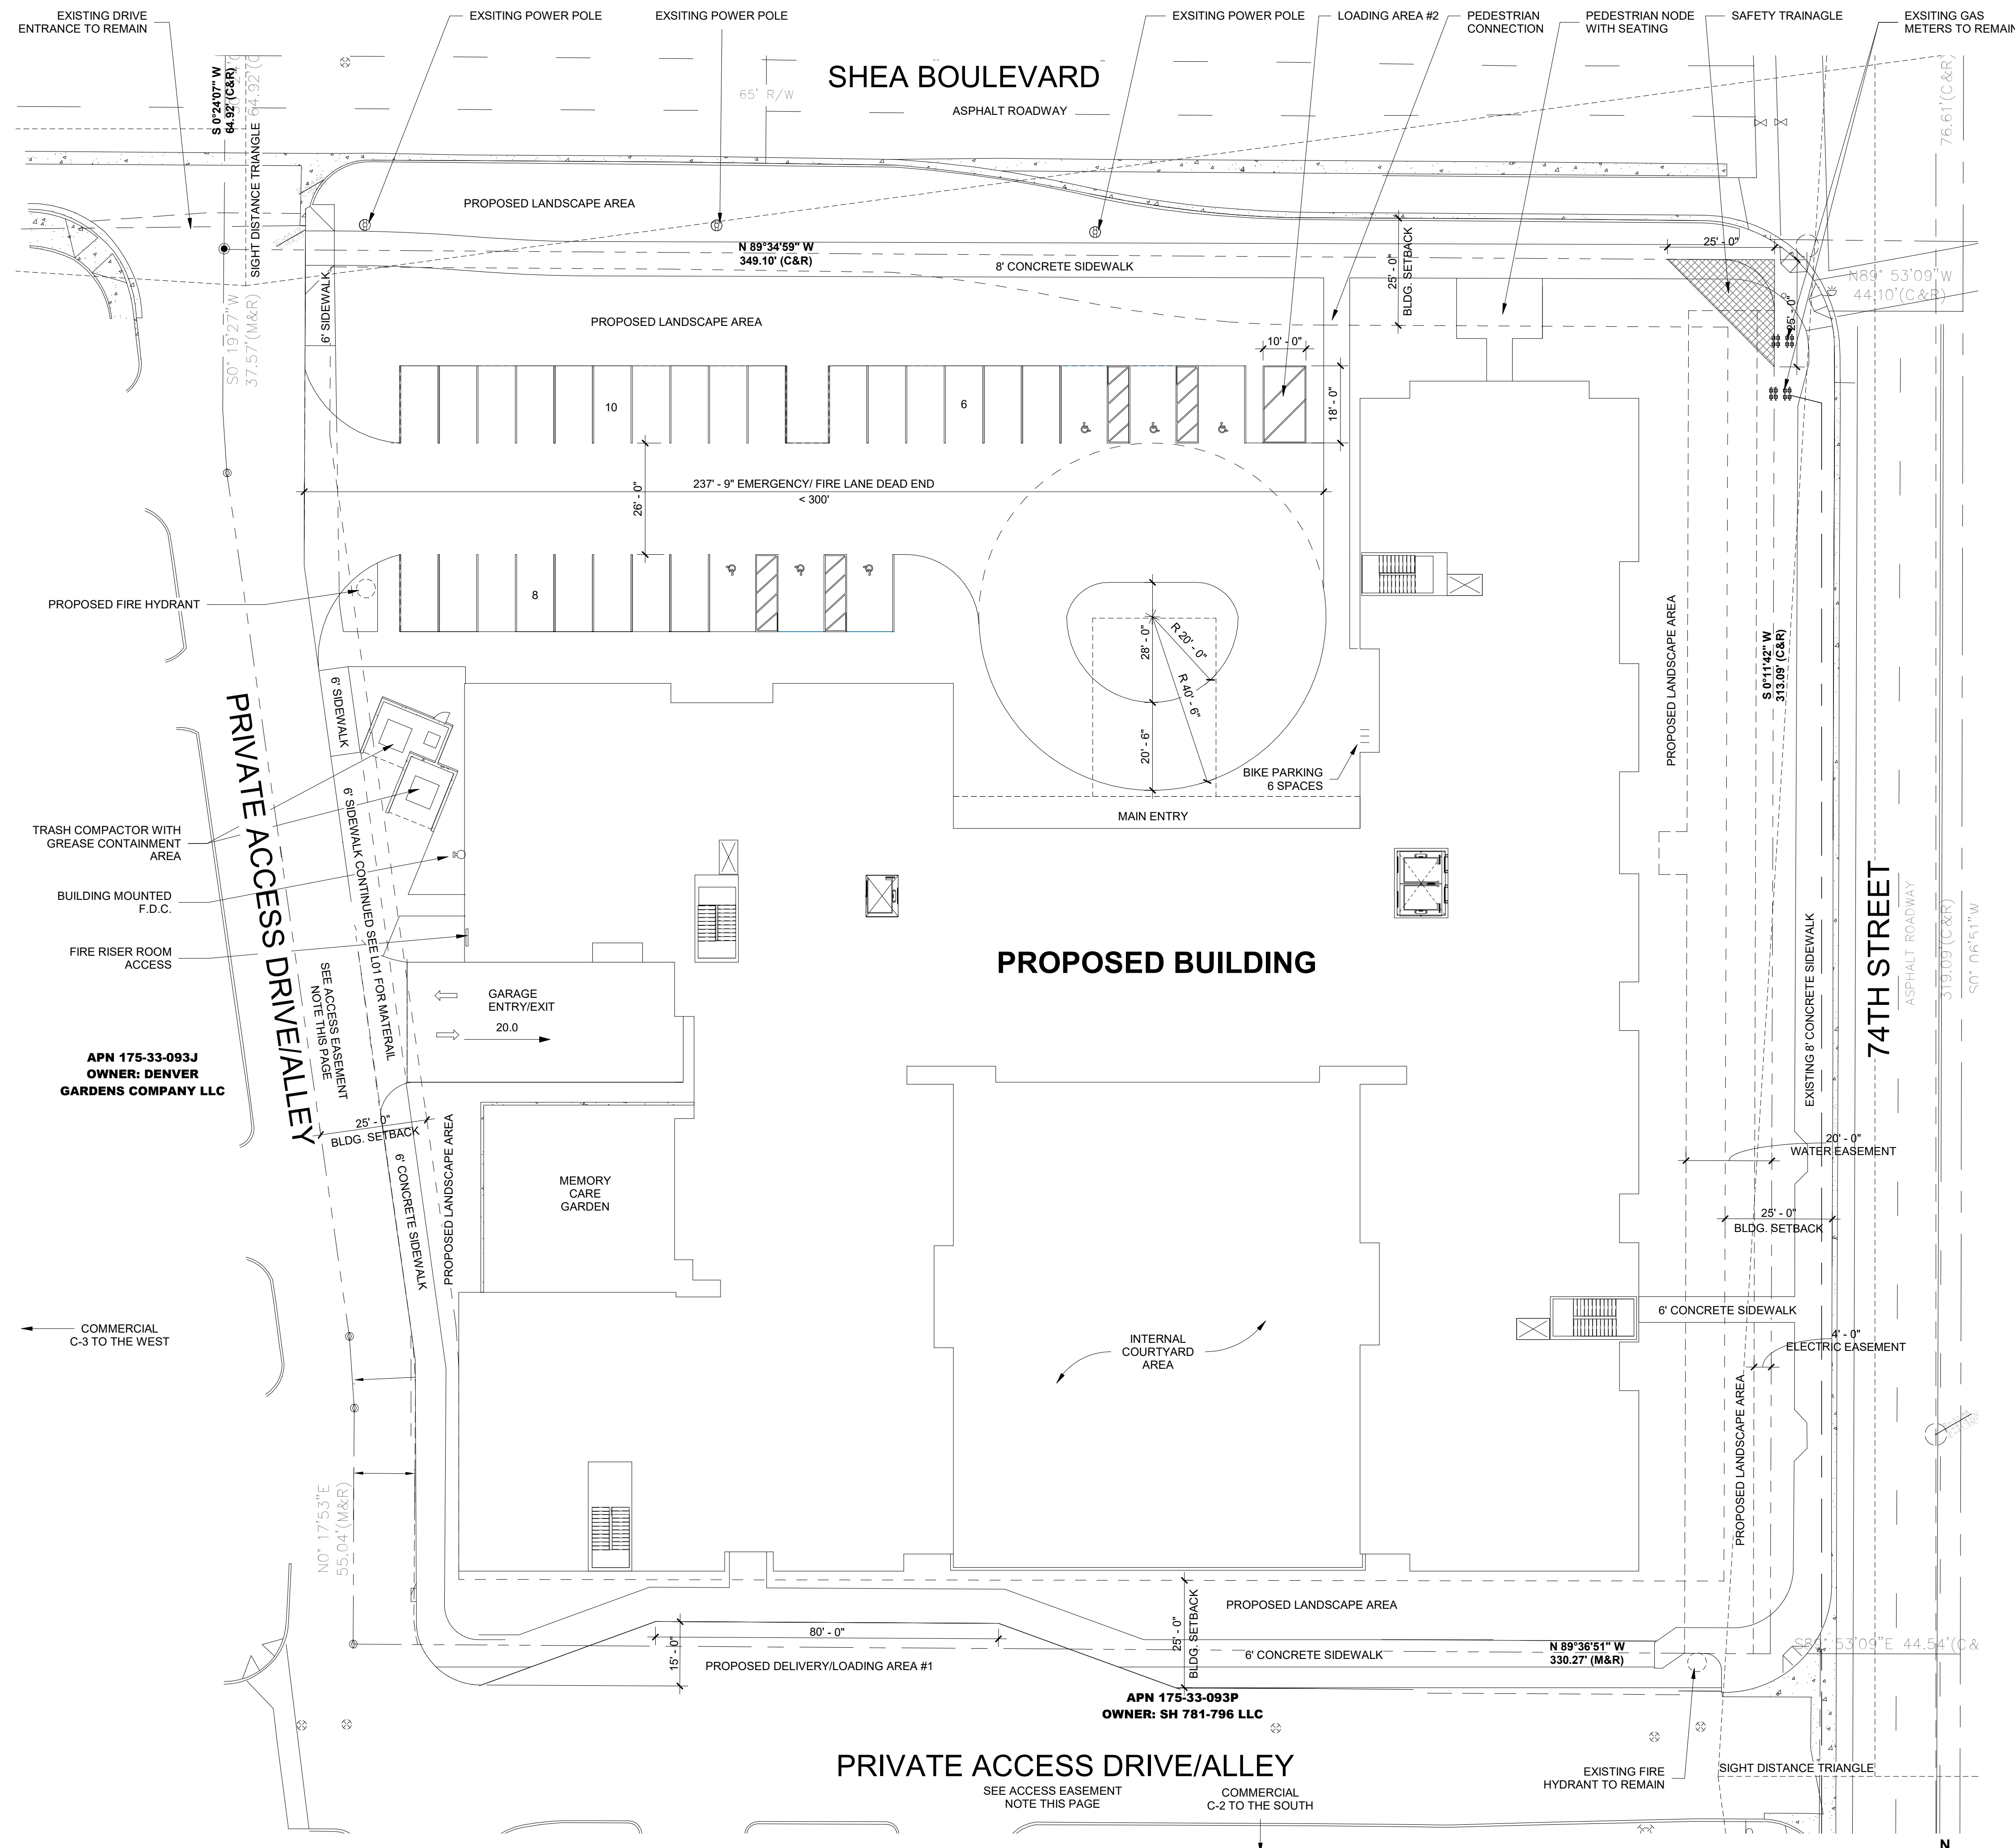 EXISTING DRIVE
ENTRANCE TO REMAIN
EXSITING POWER POLE
EXSITING POWER POLE
EXSITING POWER POLE
LOADING AREA #2
PEDESTRIAN
CONNECTION
PEDESTRIAN NODE
WITH SEATING
SAFETY TRAINAGLE
EXSITING GAS
METERS TO REMAIN
SHEA BOULEVARD
ASPHALT ROADWAY
65' R/W
S 0°24'07" W
64.92' (C&R)
SIGHT DISTANCE TRIANGLE
76.61'(C&R)
PROPOSED LANDSCAPE AREA
N 89°34'59" W
349.10' (C&R)
8' CONCRETE SIDEWALK
25' - 0"
BLDG. SETBACK
25' - 0"
25' - 0"
N89° 53'09"W
44.10'(C&R)
S0° 19'27"W
37.57'(M&R)
6' SIDEWALK
PROPOSED LANDSCAPE AREA
10' - 0"
18' - 0"
10
6
237' - 9" EMERGENCY/ FIRE LANE DEAD END
< 300'
26' - 0"
8
PROPOSED FIRE HYDRANT
28' - 0"
R 20' - 0"
R 40' - 6"
20' - 6"
PROPOSED LANDSCAPE AREA
S 0°11'42" W
313.09' (C&R)
6' SIDEWALK
BIKE PARKING
6 SPACES
MAIN ENTRY
PRIVATE ACCESS DRIVE/ALLEY
6' SIDEWALK CONTINUED SEE L01 FOR MATERAIL
TRASH COMPACTOR WITH
GREASE CONTAINMENT
AREA
BUILDING MOUNTED
F.D.C.
FIRE RISER ROOM
ACCESS
SEE ACCESS EASEMENT
NOTE THIS PAGE
PROPOSED BUILDING
GARAGE
ENTRY/EXIT
20.0
74TH STREET
ASPHALT ROADWAY
319.09'(C&R)
S0° 06'51"W
EXISTING 8' CONCRETE SIDEWALK
APN 175-33-093J
OWNER: DENVER
GARDENS COMPANY LLC
25' - 0"
BLDG. SETBACK
6' CONCRETE SIDEWALK
PROPOSED LANDSCAPE AREA
MEMORY
CARE
GARDEN
20' - 0"
WATER EASEMENT
25' - 0"
BLDG. SETBACK
6' CONCRETE SIDEWALK
4' - 0"
ELECTRIC EASEMENT
COMMERCIAL
C-3 TO THE WEST
INTERNAL
COURTYARD
AREA
PROPOSED LANDSCAPE AREA
N0° 17'53"E
55.04'(M&R)
PROPOSED LANDSCAPE AREA
80' - 0"
15' - 0"
PROPOSED DELIVERY/LOADING AREA #1
25' - 0"
BLDG. SETBACK
6' CONCRETE SIDEWALK
N 89°36'51" W
330.27' (M&R)
53'09"E 44.54'(C&
APN 175-33-093P
OWNER: SH 781-796 LLC
PRIVATE ACCESS DRIVE/ALLEY
SEE ACCESS EASEMENT
NOTE THIS PAGE
COMMERCIAL
C-2 TO THE SOUTH
EXISTING FIRE
HYDRANT TO REMAIN
SIGHT DISTANCE TRIANGLE
N